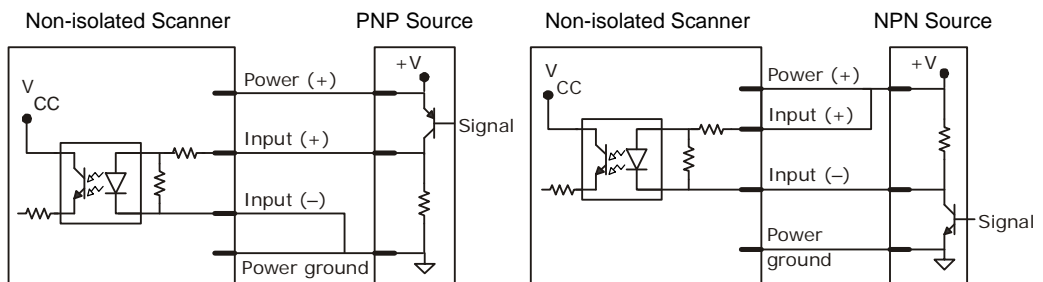 Non-isolated Scanner
PNP Source
V
CC
Power (+)
+V
Signal
Input (+)
Input (–)
Power ground
Non-isolated Scanner
NPN Source
V
CC
Power (+)
+V
Input (+)
Input (–)
Signal
Power
ground